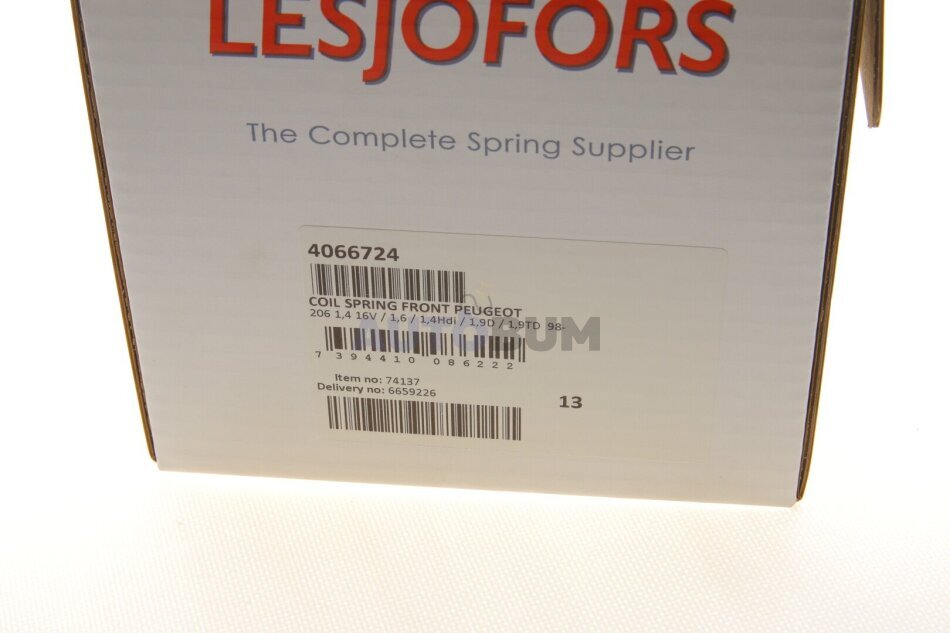 LESJOFORS
The Complete Spring Supplier
4066724
COIL SPRING FRONT PEUGEOT
206 1,4 16V / 1,6 / 1,4Hdi / 1,9D / 1,9TD 98-
AUTOBUM
7 394410 086222
Item no: 74137
Delivery no: 6659226
13